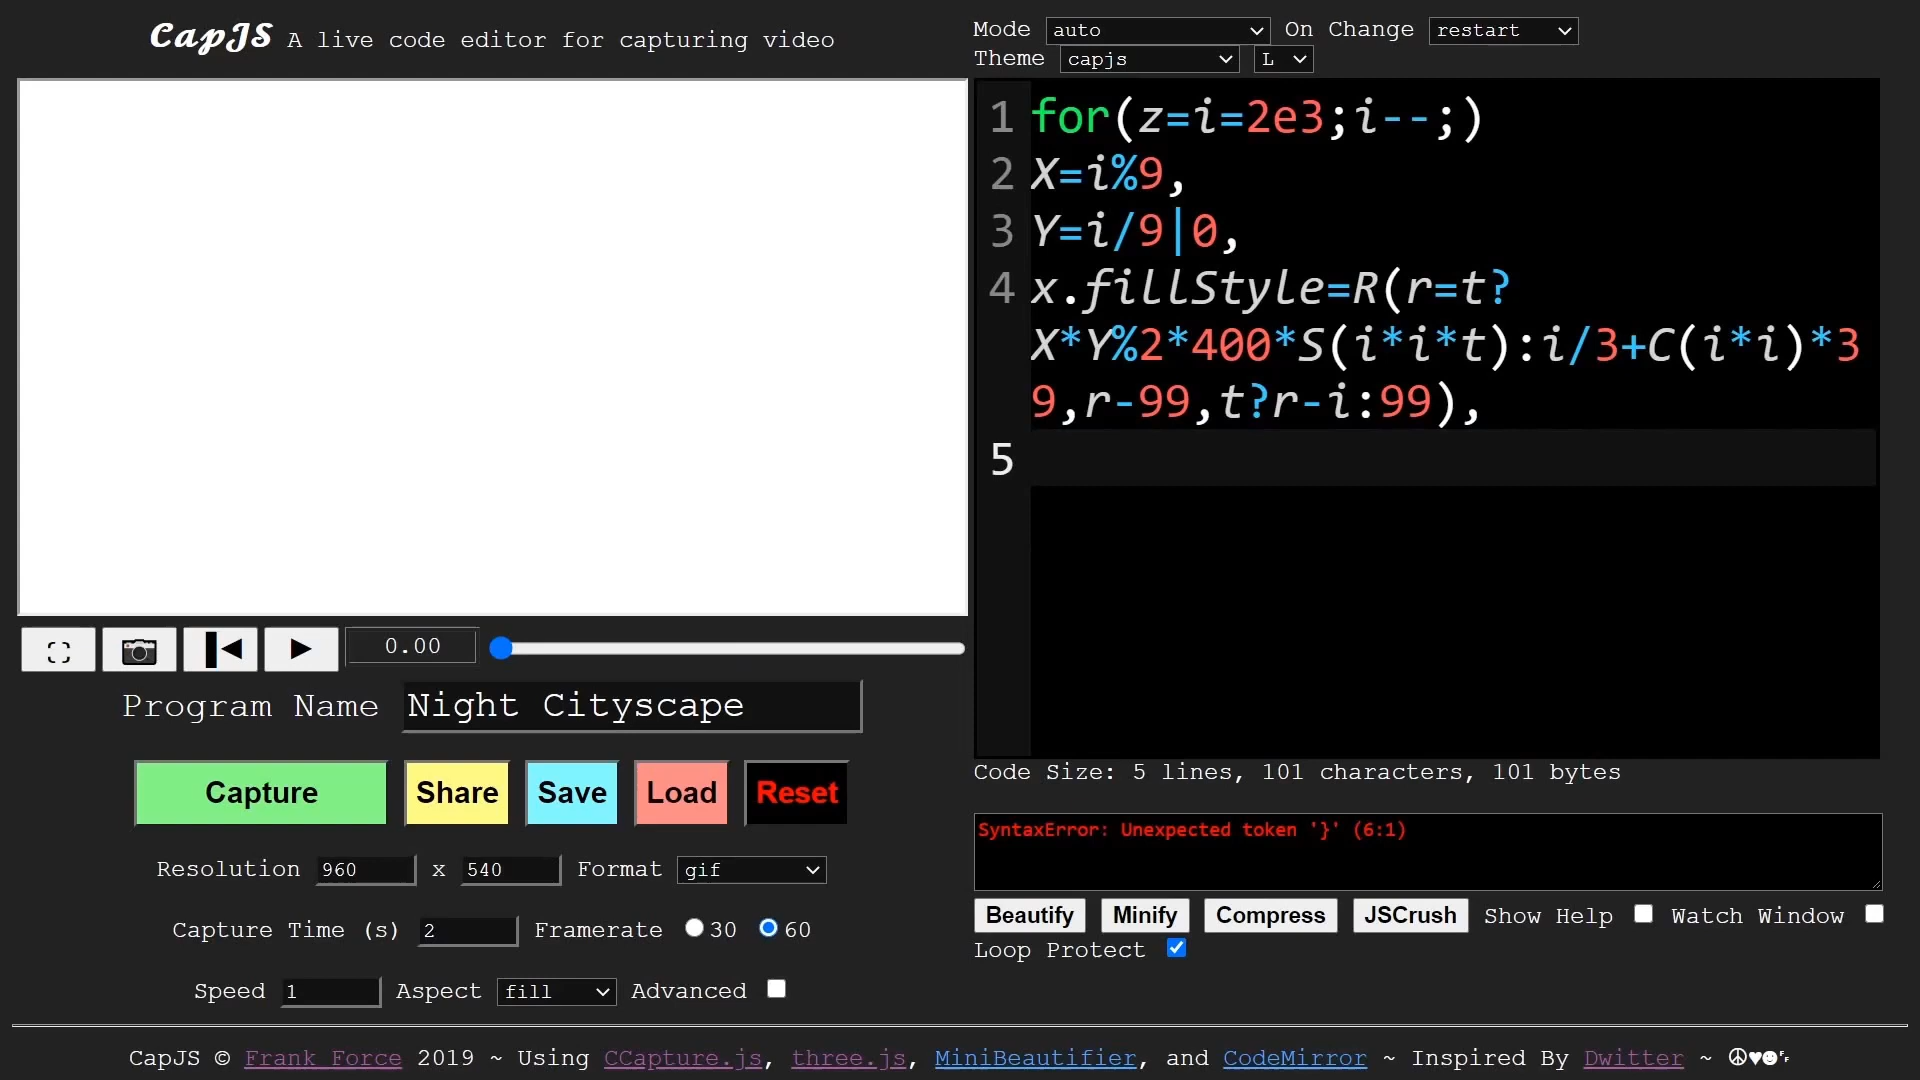 CapJS A live code editor for capturing video
Mode auto On Change restart
Theme capjs L
1 for(z=i=2e3;i--;)
2 X=i%9,
3 Y=i/9|0,
4 x.fillStyle=R(r=t?
X*Y%2*400*S(i*i*t):i/3+C(i*i)*3
9,r-99,t?r-i:99),
5
0.00
Program Name Night Cityscape
Capture Share Save Load Reset
Resolution 960 x 540 Format gif
Capture Time (s) 2 Framerate 30 60
Speed 1 Aspect fill Advanced
Code Size: 5 lines, 101 characters, 101 bytes
SyntaxError: Unexpected token '}' (6:1)
Beautify Minify Compress JSCrush Show Help Watch Window
Loop Protect
CapJS © Frank Force 2019 ~ Using CCapture.js, three.js, MiniBeautifier, and CodeMirror ~ Inspired By Dwitter ~ ☮♥☻